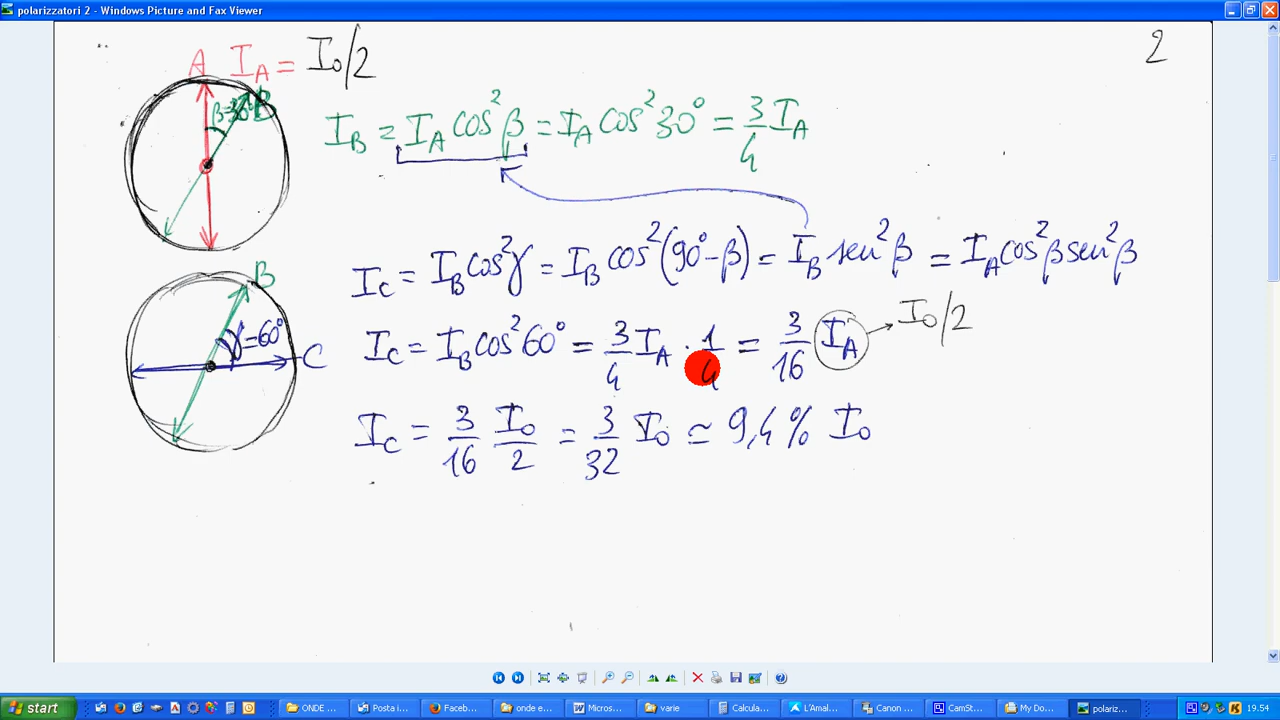 polarizzatori 2 - Windows Picture and Fax Viewer
2
A I_A = I_0/2
β=30° B
I_B = I_A cos²β = I_A cos²30° = 3/4 I_A
I_C = I_B cos²γ = I_B cos²(90°-β) = I_B sen²β = I_A cos²β sen²β
B
γ=60°
C
I_C = I_B cos²60° = 3/4 I_A · 1/4 = 3/16 I_A → I_0/2
I_C = 3/16 I_0/2 = 3/32 I_0 ≃ 9,4% I_0
start
ONDE ...
Posta i...
Faceb...
onde e...
Micros...
varie
Calcula...
L'Amal...
Canon ...
CamSt...
My Do...
polariz...
19.54